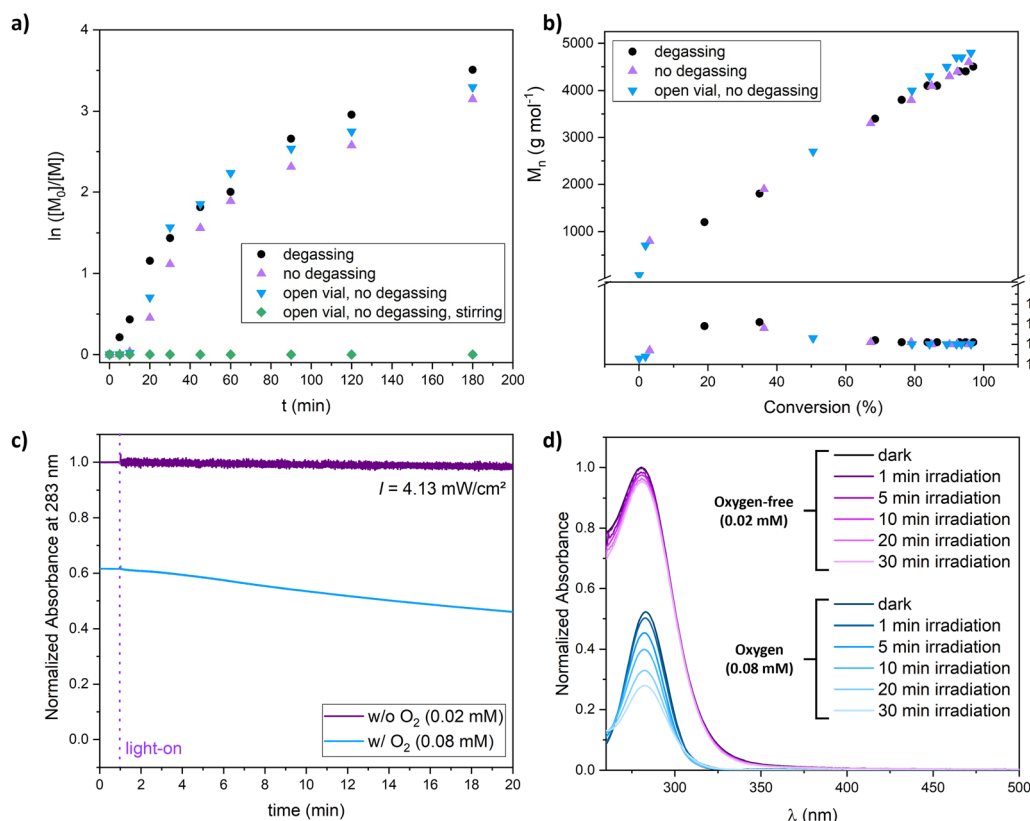 a)
4
3
2
1
0
ln ([M₀]/[M])
degassing
no degassing
open vial, no degassing
open vial, no degassing, stirring
0 20 40 60 80 100 120 140 160 180 200
t (min)
b)
5000
4000
3000
2000
1000
Mₙ (g mol⁻¹)
degassing
no degassing
open vial, no degassing
1
1
1
1
1
0 20 40 60 80 100
Conversion (%)
c)
1.0
0.8
0.6
0.4
0.2
0.0
Normalized Absorbance at 283 nm
I = 4.13 mW/cm²
w/o O₂ (0.02 mM)
w/ O₂ (0.08 mM)
light-on
0 2 4 6 8 10 12 14 16 18 20
time (min)
d)
1.0
0.8
0.6
0.4
0.2
0.0
Normalized Absorbance
Oxygen-free
(0.02 mM)
dark
1 min irradiation
5 min irradiation
10 min irradiation
20 min irradiation
30 min irradiation
Oxygen
(0.08 mM)
dark
1 min irradiation
5 min irradiation
10 min irradiation
20 min irradiation
30 min irradiation
300 350 400 450 500
λ (nm)